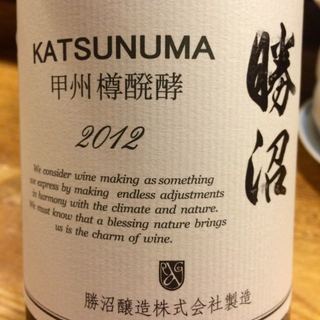 KATSUNUMA
甲州樽醗酵
2012
勝沼
We consider wine making as something
we express by making endless adjustments
in harmony with the climate and nature.
We must know that a blessing nature brings
us is the charm of wine.
勝沼醸造株式会社製造